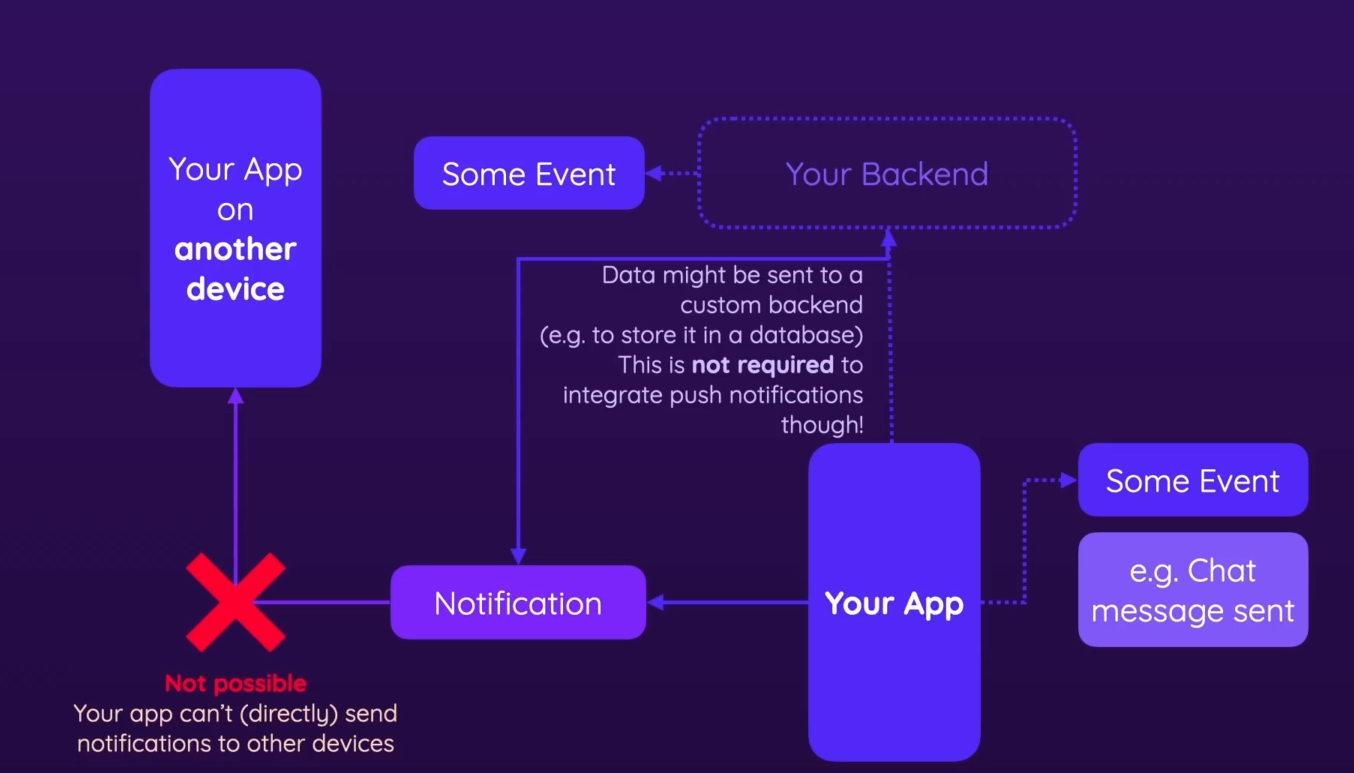 Your App
on
another
device
Some Event
Your Backend
Data might be sent to a
custom backend
(e.g. to store it in a database)
This is not required to
integrate push notifications
though!
Notification
Your App
Some Event
e.g. Chat
message sent
Not possible
Your app can't (directly) send
notifications to other devices